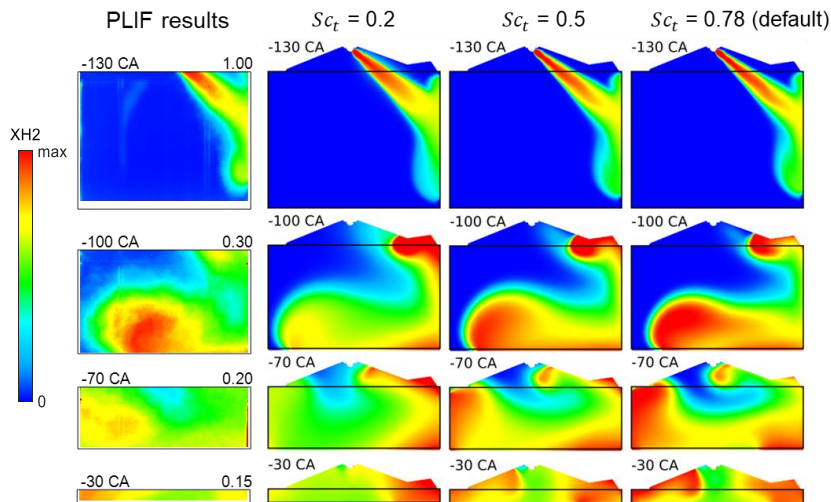 PLIF results
Sc_t = 0.2
Sc_t = 0.5
Sc_t = 0.78 (default)
-130 CA 1.00
-130 CA
-130 CA
-130 CA
XH2
max
0
-100 CA 0.30
-100 CA
-100 CA
-100 CA
-70 CA 0.20
-70 CA
-70 CA
-70 CA
-30 CA 0.15
-30 CA
-30 CA
-30 CA